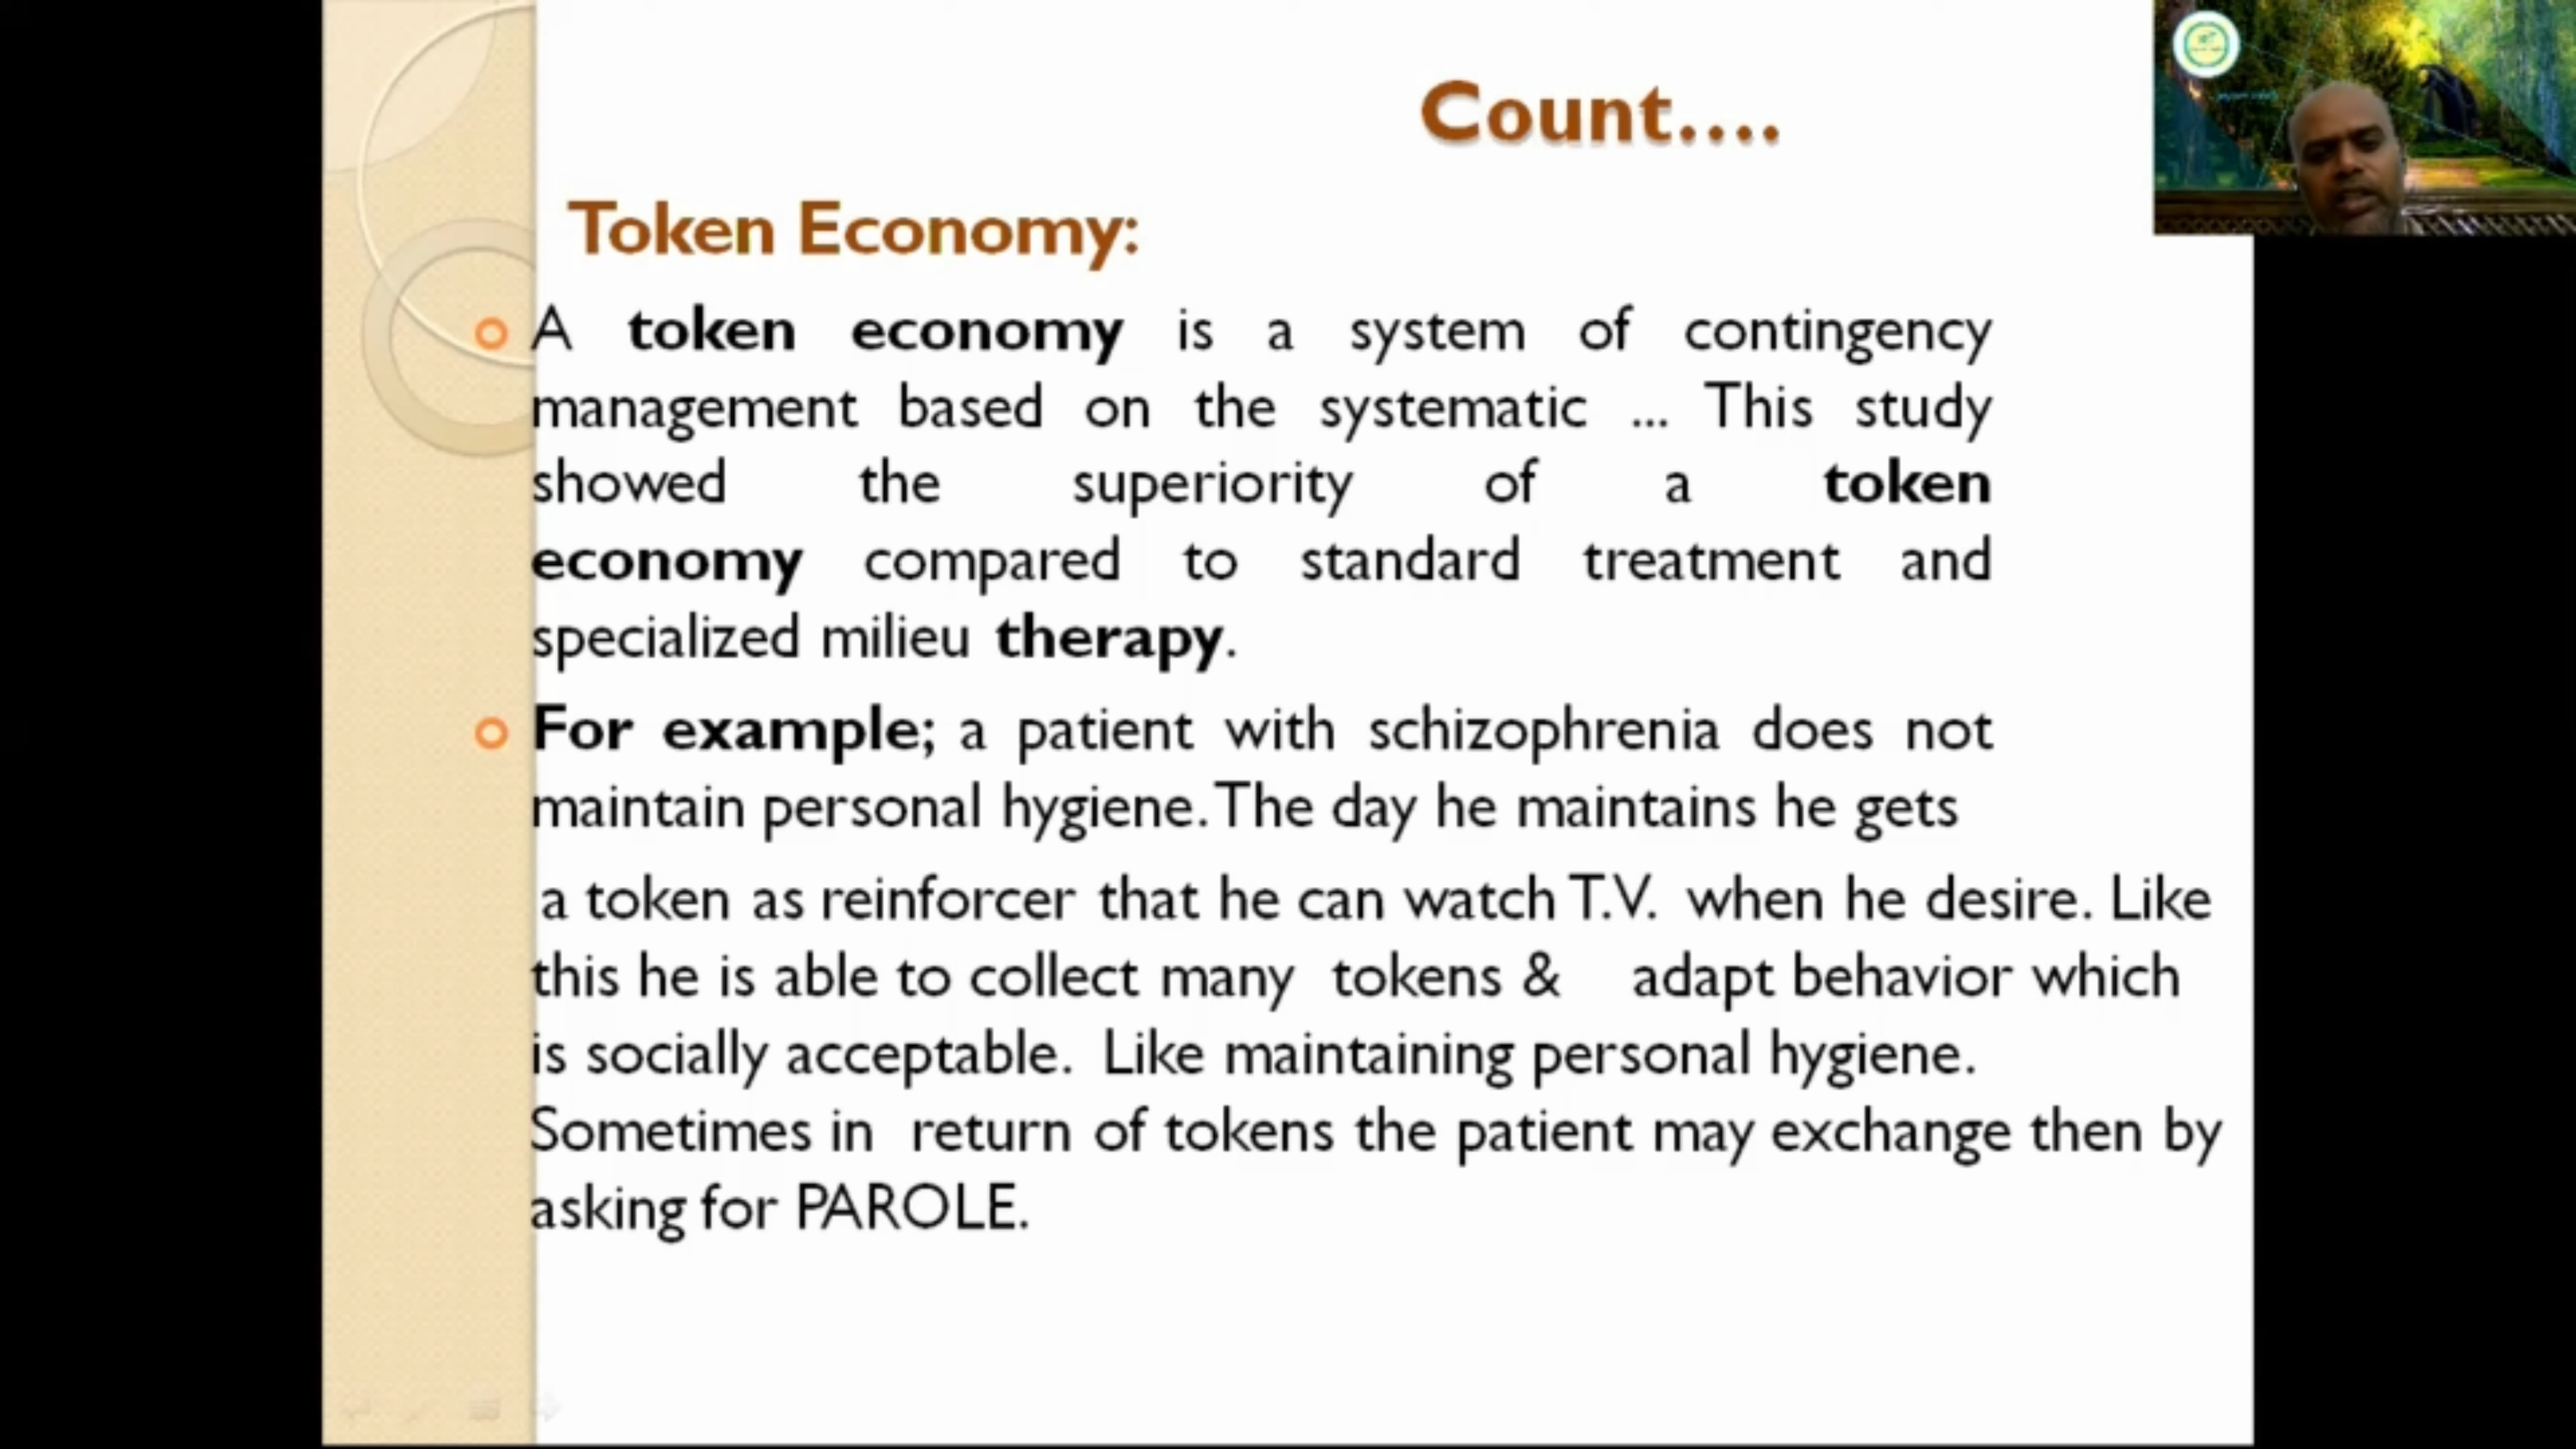 Count....
Token Economy:
A token economy is a system of contingency
management based on the systematic ... This study
showed the superiority of a token
economy compared to standard treatment and
specialized milieu therapy.
For example; a patient with schizophrenia does not
maintain personal hygiene. The day he maintains he gets
a token as reinforcer that he can watch T.V. when he desire. Like
this he is able to collect many tokens & adapt behavior which
is socially acceptable. Like maintaining personal hygiene.
Sometimes in return of tokens the patient may exchange then by
asking for PAROLE.